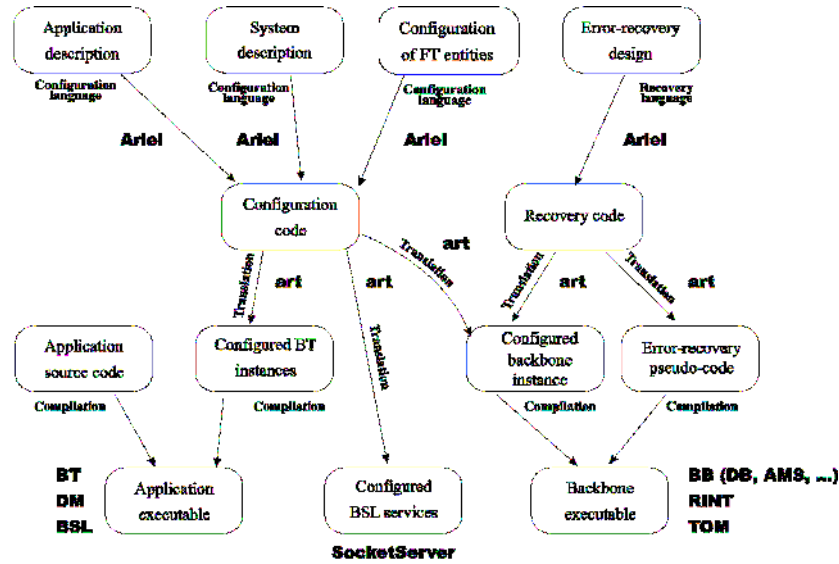 Application
description
System
description
Configuration
of FT entities
Error-recovery
design
Configuration
language
Configuration
language
Configuration
language
Recovery
language
Ariel
Ariel
Ariel
Ariel
Configuration
code
Recovery code
art
Translation
Translation
Translation
Translation
Translation
art
art
art
art
Application
source code
Configured BT
instances
Configured
backbone
instance
Error-recovery
pseudo-code
Compilation
Compilation
Compilation
Compilation
BT
DM
BSL
Application
executable
Configured
BSL services
Backbone
executable
BB (DB, AMS, ...)
RINT
TOM
SocketServer